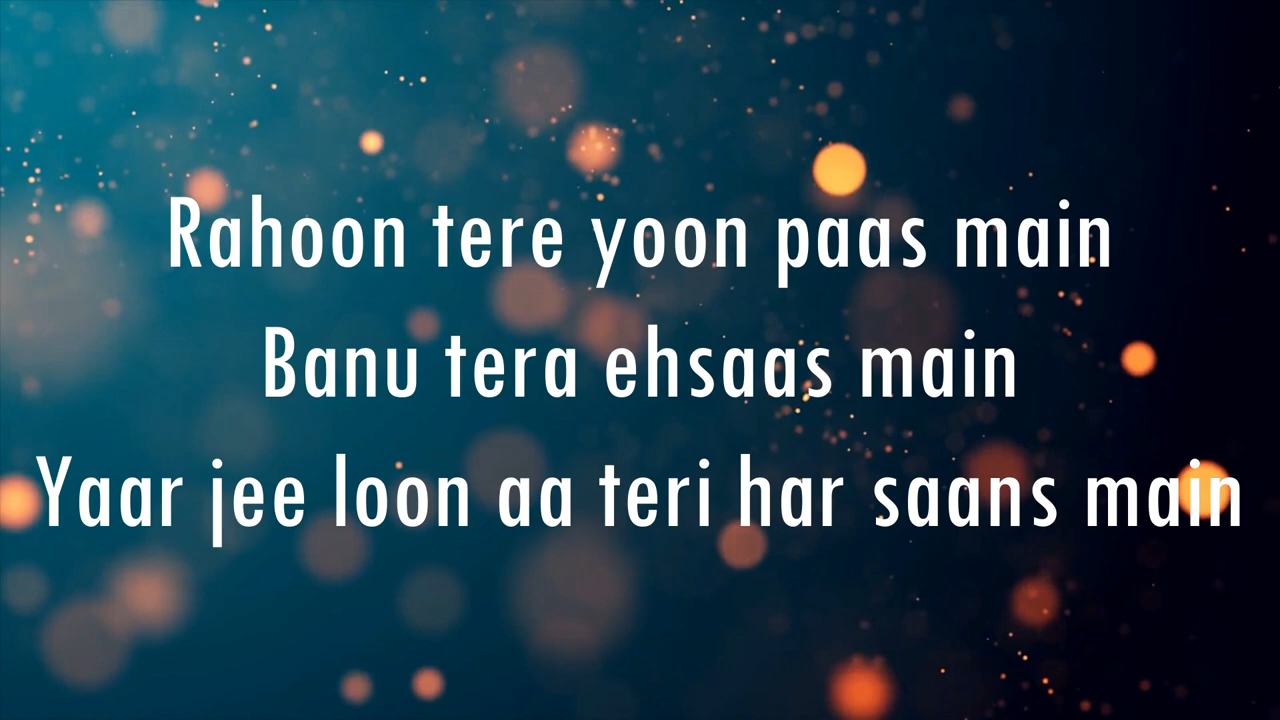 Rahoon tere yoon paas main
Banu tera ehsaas main
Yaar jee loon aa teri har saans main